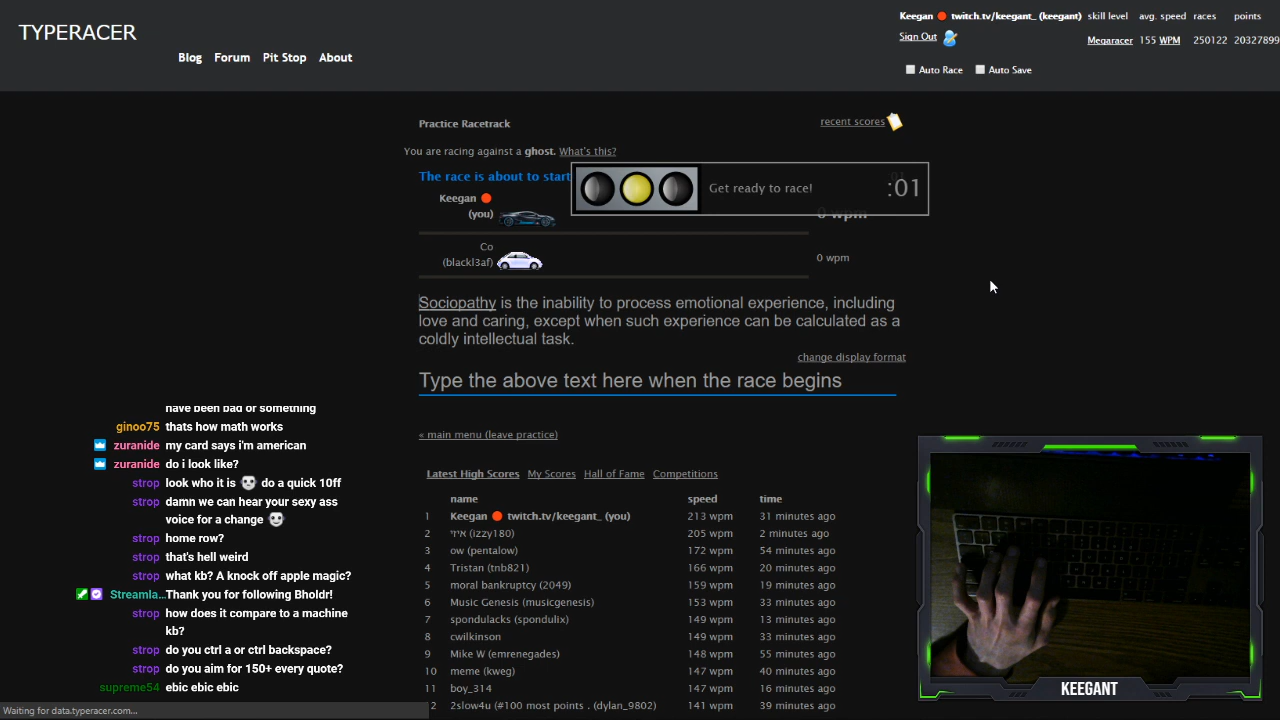 TYPERACER
Blog Forum Pit Stop About
Keegan twitch.tv/keegant_ (keegant) skill level avg. speed races points
Sign Out Megaracer 155 WPM 250122 20327899
Auto Race Auto Save
Practice Racetrack
recent scores
You are racing against a ghost. What's this?
The race is about to start
Get ready to race! :01
Keegan
(you)
0 wpm
Co
(blackl3af)
0 wpm
Sociopathy is the inability to process emotional experience, including
love and caring, except when such experience can be calculated as a
coldly intellectual task.
change display format
Type the above text here when the race begins
« main menu (leave practice)
Latest High Scores My Scores Hall of Fame Competitions
name speed time
1 Keegan twitch.tv/keegant_ (you) 213 wpm 31 minutes ago
2 אייזי (izzy180) 205 wpm 2 minutes ago
3 ow (pentalow) 172 wpm 54 minutes ago
4 Tristan (tnb821) 166 wpm 20 minutes ago
5 moral bankruptcy (2049) 159 wpm 19 minutes ago
6 Music Genesis (musicgenesis) 153 wpm 33 minutes ago
7 spondulacks (spondulix) 149 wpm 13 minutes ago
8 cwilkinson 149 wpm 33 minutes ago
9 Mike W (emrenegades) 148 wpm 55 minutes ago
10 meme (kweg) 147 wpm 40 minutes ago
11 boy_314 147 wpm 16 minutes ago
12 2slow4u (#100 most points . (dylan_9802) 141 wpm 39 minutes ago
have been bad or something
ginoo75 thats how math works
zuranide my card says i'm american
zuranide do i look like?
strop look who it is do a quick 10ff
strop damn we can hear your sexy ass
voice for a change
strop home row?
strop that's hell weird
strop what kb? A knock off apple magic?
Streamla... Thank you for following Bholdr!
strop how does it compare to a machine
kb?
strop do you ctrl a or ctrl backspace?
strop do you aim for 150+ every quote?
supreme54 ebic ebic ebic
Waiting for data.typeracer.com...
KEEGANT